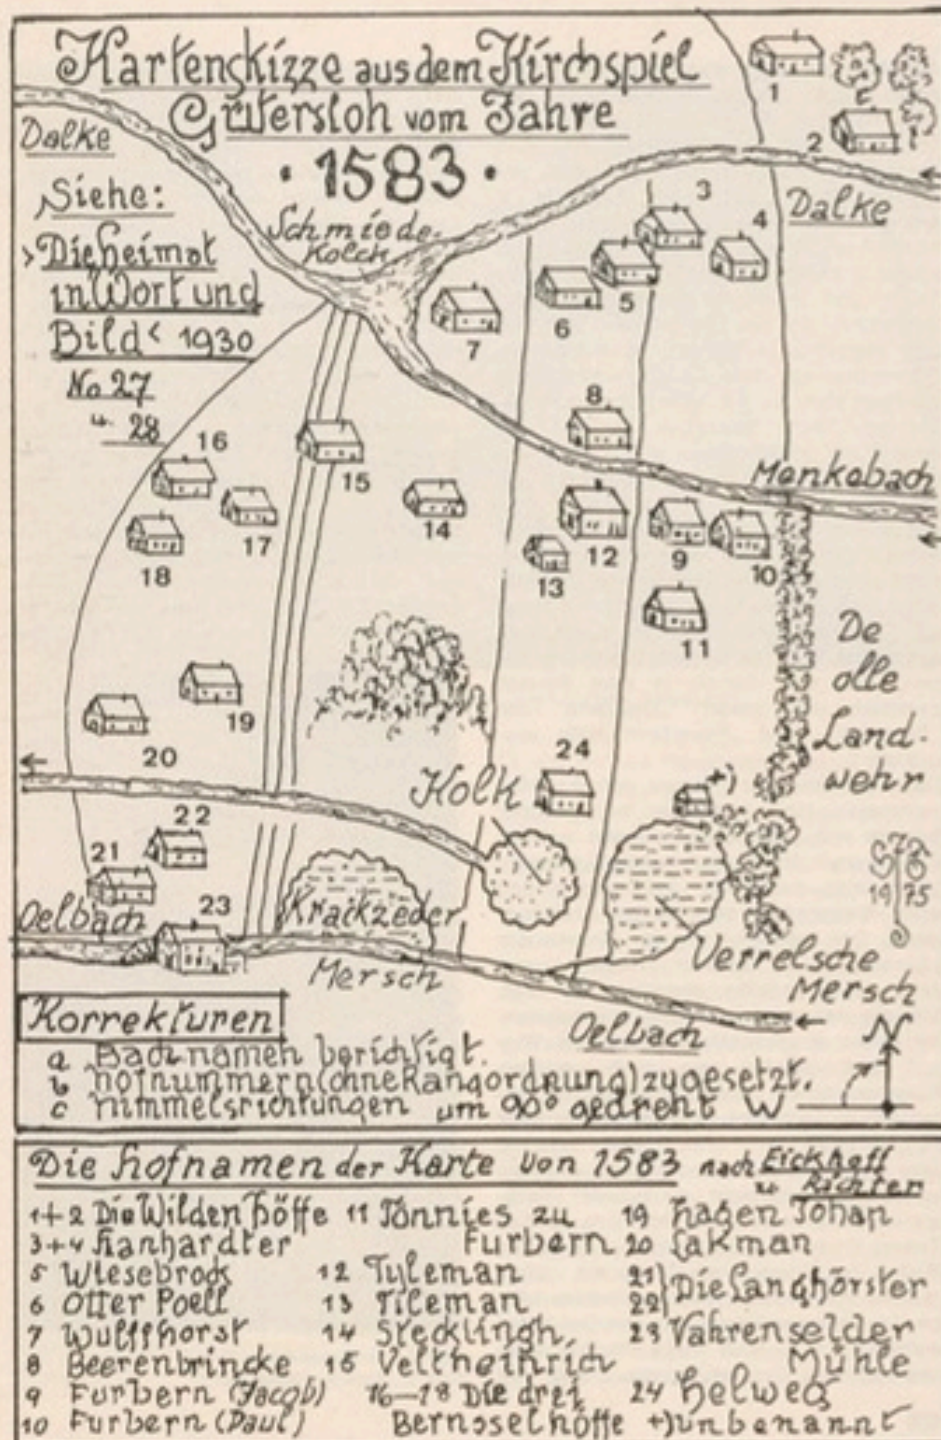 Kartenskizze aus dem Kirchspiel
Gütersloh vom Jahre
· 1583 ·
Dalke
Siehe:
>Die Heimat
in Wort und
Bild< 1930
No 27
u. 28
Schmiede-
Kolck
Dalke
1
2
3
4
5
6
7
8
Menkebach
16
15
17
14
18
13
12
9
10
11
De
olle
Land-
wehr
19
20
Kolk
24
+)
22
21
23
Oelbach
Krackzeder
Mersch
Verrelsche
Mersch
1975
Oelbach
N
W
Korrekturen
a Bachnamen berichtigt.
b Hofnummern (ohne Rangordnung) zugesetzt.
c Himmelsrichtungen um 90° gedreht
Die Hofnamen der Karte von 1583 nach Eickhoff
u. Richter
1+2 Die Wilden Höffe
3+4 Hanhardter
5 Wiesebrock
6 Otter Poell
7 Wulffhorst
8 Beerenbrincke
9 Furbern (Jacob)
10 Furbern (Paul)
11 Tönnies zu
Furbern
12 Tyleman
13 Tileman
14 Stecklingh
15 Veltheinrich
16–18 Die drei
Bernsselhöffe
19 Hagen Johan
20 Lakman
21
22 Die Langhörster
23 Vahrenselder
Mühle
24 Helweg
+) unbenannt